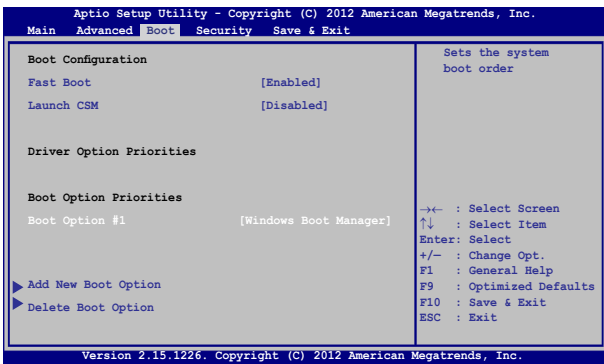 Aptio Setup Utility - Copyright (C) 2012 American Megatrends, Inc.
Main Advanced Boot Security Save & Exit
Boot Configuration
Fast Boot [Enabled]
Launch CSM [Disabled]
Driver Option Priorities
Boot Option Priorities
Boot Option #1 [Windows Boot Manager]
Add New Boot Option
Delete Boot Option
Sets the system
boot order
→← : Select Screen
↑↓ : Select Item
Enter: Select
+/— : Change Opt.
F1 : General Help
F9 : Optimized Defaults
F10 : Save & Exit
ESC : Exit
Version 2.15.1226. Copyright (C) 2012 American Megatrends, Inc.